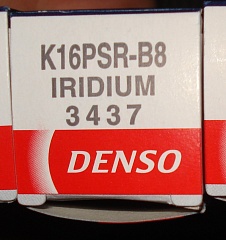 K16PSR-B8
IRIDIUM
3437
DENSO